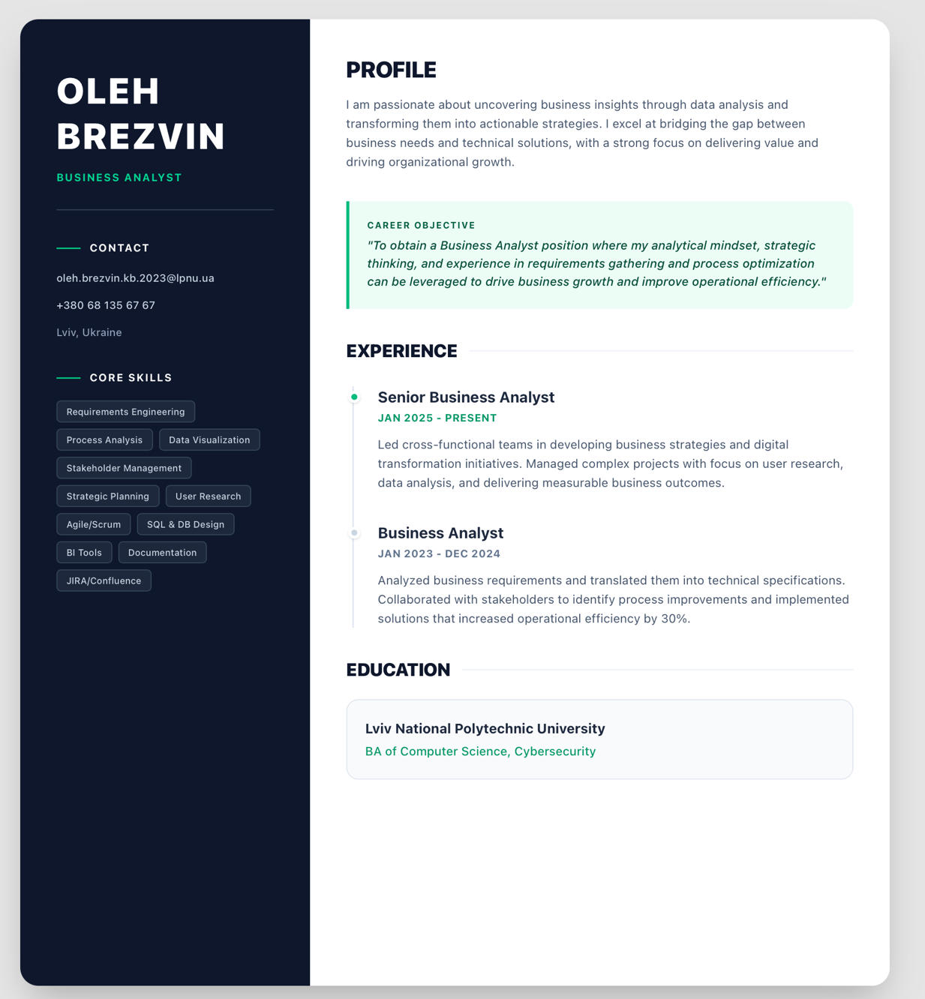 OLEH
BREZVIN
BUSINESS ANALYST
CONTACT
oleh.brezvin.kb.2023@lpnu.ua
+380 68 135 67 67
Lviv, Ukraine
CORE SKILLS
Requirements Engineering
Process Analysis
Data Visualization
Stakeholder Management
Strategic Planning
User Research
Agile/Scrum
SQL & DB Design
BI Tools
Documentation
JIRA/Confluence
PROFILE
I am passionate about uncovering business insights through data analysis and
transforming them into actionable strategies. I excel at bridging the gap between
business needs and technical solutions, with a strong focus on delivering value and
driving organizational growth.
CAREER OBJECTIVE
"To obtain a Business Analyst position where my analytical mindset, strategic
thinking, and experience in requirements gathering and process optimization
can be leveraged to drive business growth and improve operational efficiency."
EXPERIENCE
Senior Business Analyst
JAN 2025 - PRESENT
Led cross-functional teams in developing business strategies and digital
transformation initiatives. Managed complex projects with focus on user research,
data analysis, and delivering measurable business outcomes.
Business Analyst
JAN 2023 - DEC 2024
Analyzed business requirements and translated them into technical specifications.
Collaborated with stakeholders to identify process improvements and implemented
solutions that increased operational efficiency by 30%.
EDUCATION
Lviv National Polytechnic University
BA of Computer Science, Cybersecurity